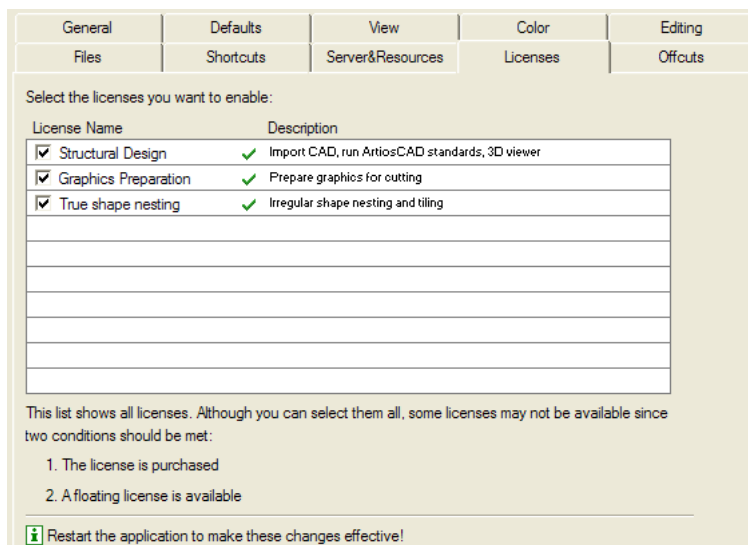 General Defaults View Color Editing
Files Shortcuts Server&Resources Licenses Offcuts
Select the licenses you want to enable:
License Name Description
Structural Design Import CAD, run ArtiosCAD standards, 3D viewer
Graphics Preparation Prepare graphics for cutting
True shape nesting Irregular shape nesting and tiling
This list shows all licenses. Although you can select them all, some licenses may not be available since
two conditions should be met:
1. The license is purchased
2. A floating license is available
Restart the application to make these changes effective!